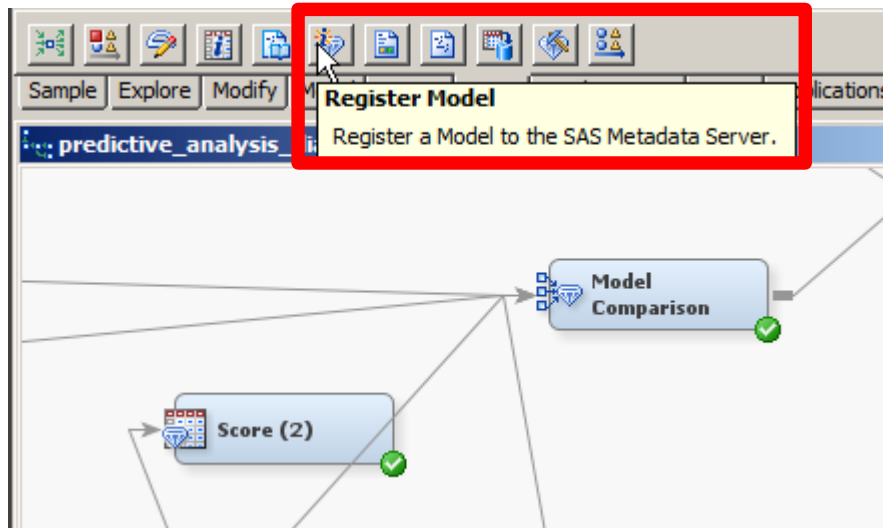 Sample Explore Modify
Register Model
Register a Model to the SAS Metadata Server.
predictive_analysis_
Model
Comparison
Score (2)